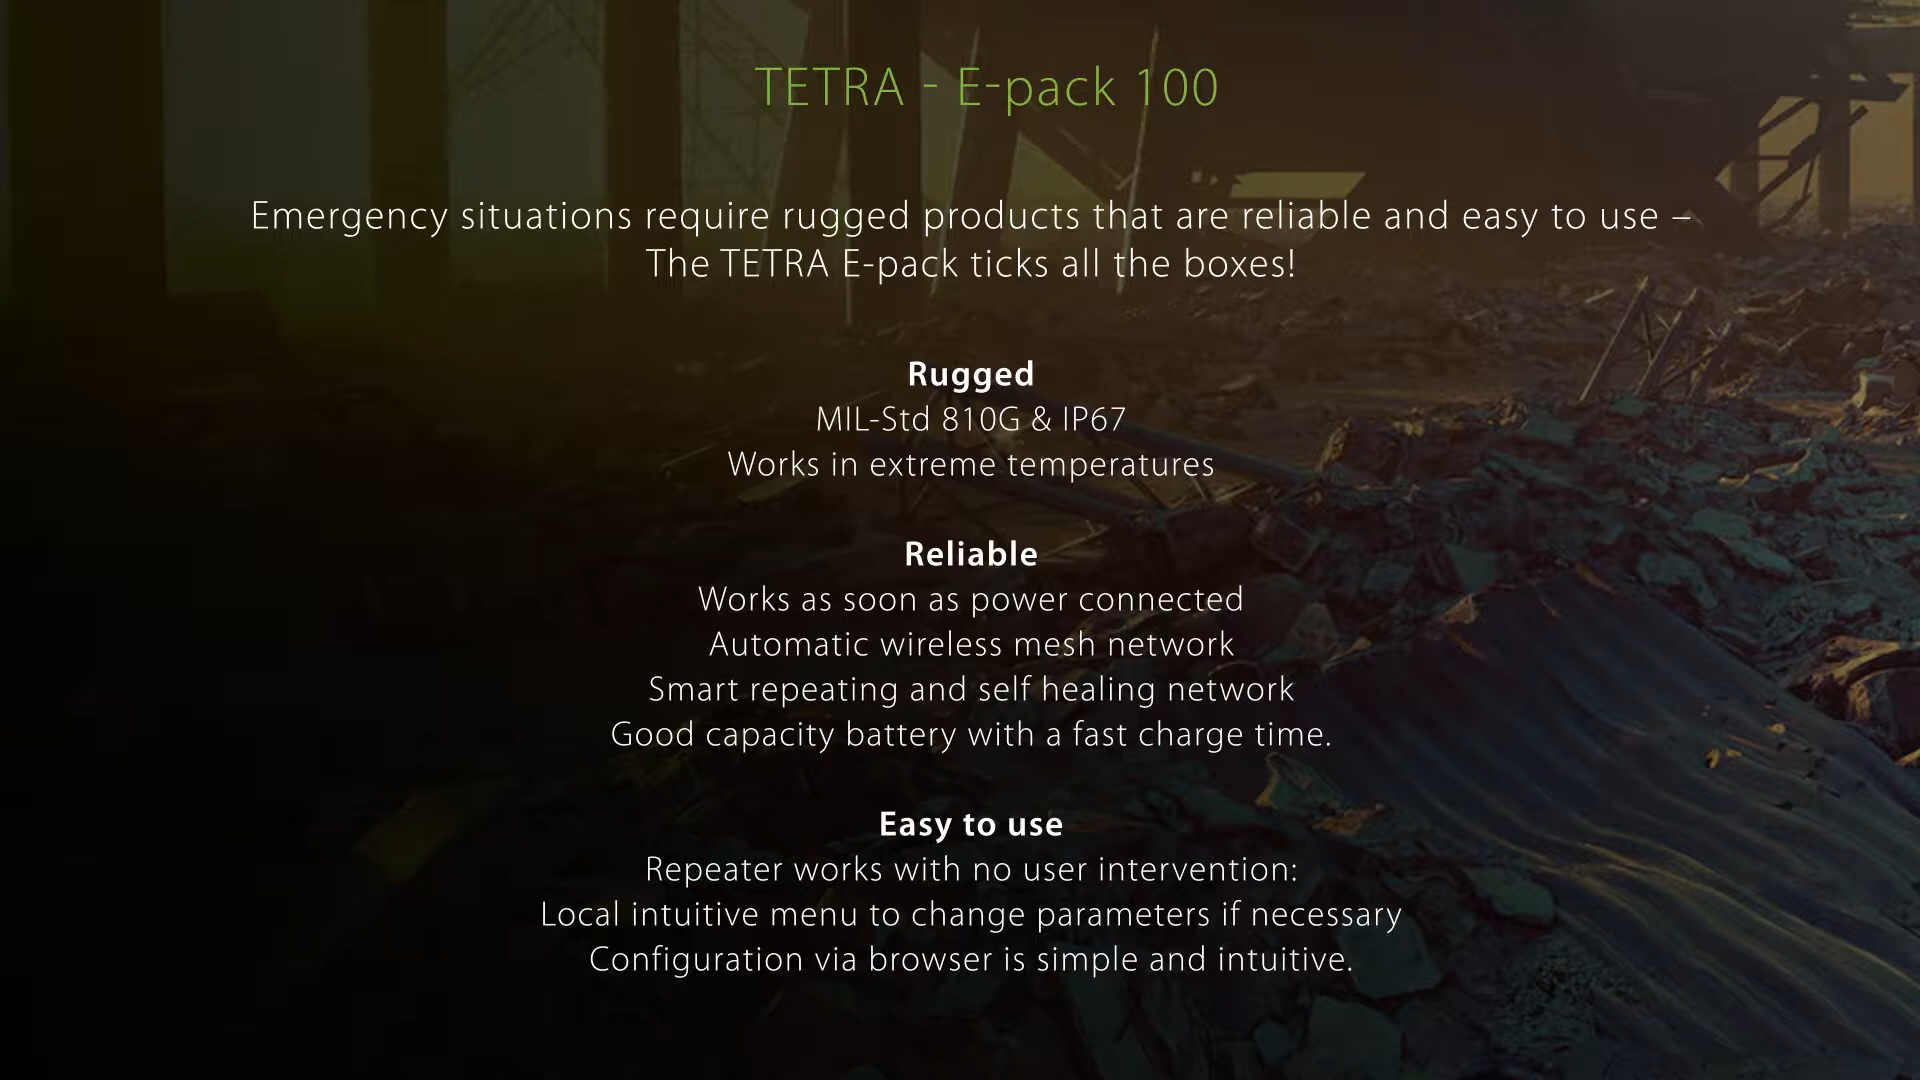 TETRA - E-pack 100
Emergency situations require rugged products that are reliable and easy to use –
The TETRA E-pack ticks all the boxes!
Rugged
MIL-Std 810G & IP67
Works in extreme temperatures
Reliable
Works as soon as power connected
Automatic wireless mesh network
Smart repeating and self healing network
Good capacity battery with a fast charge time.
Easy to use
Repeater works with no user intervention:
Local intuitive menu to change parameters if necessary
Configuration via browser is simple and intuitive.